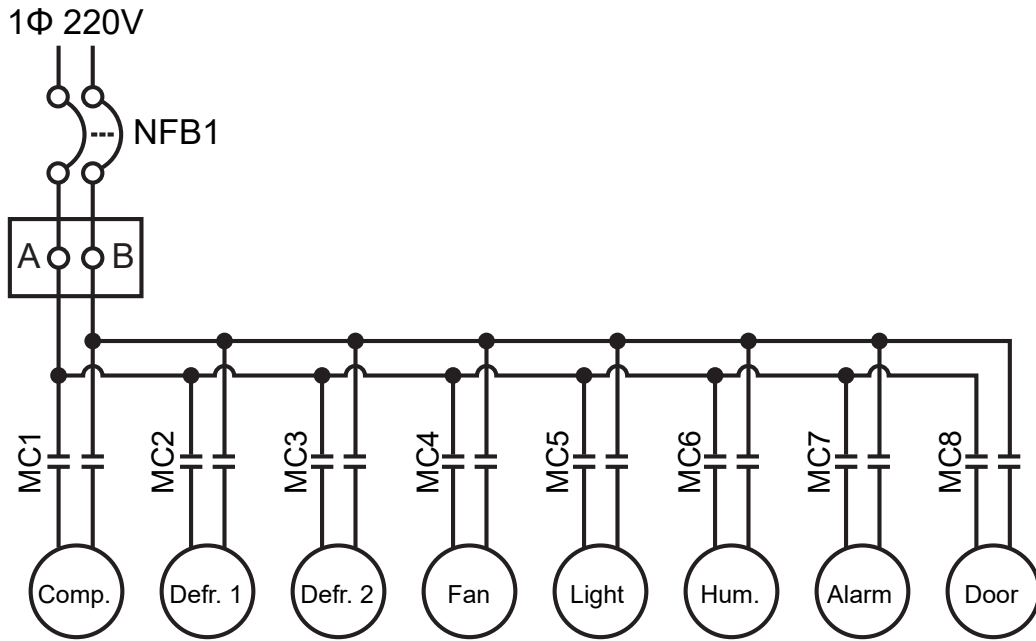 1Φ 220V
NFB1
A B
MC1 MC2 MC3 MC4 MC5 MC6 MC7 MC8
Comp. Defr. 1 Defr. 2 Fan Light Hum. Alarm Door